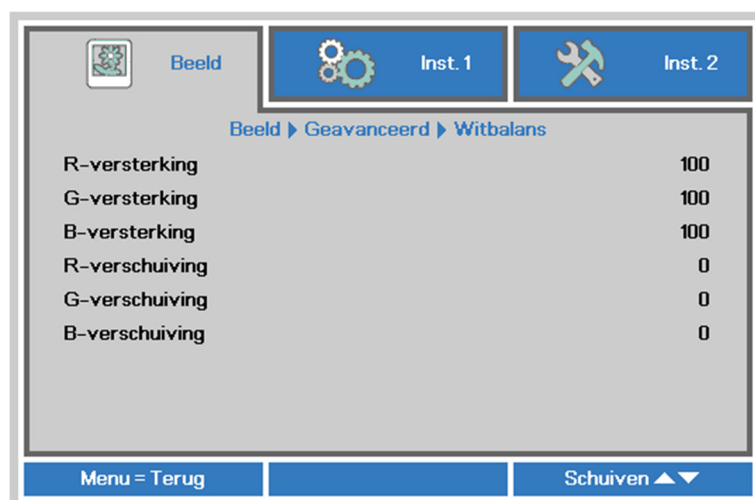 Beeld Inst. 1 Inst. 2
Beeld Geavanceerd Witbalans
R-versterking 100
G-versterking 100
B-versterking 100
R-verschuiving 0
G-verschuiving 0
B-verschuiving 0
Menu = Terug Schuiven